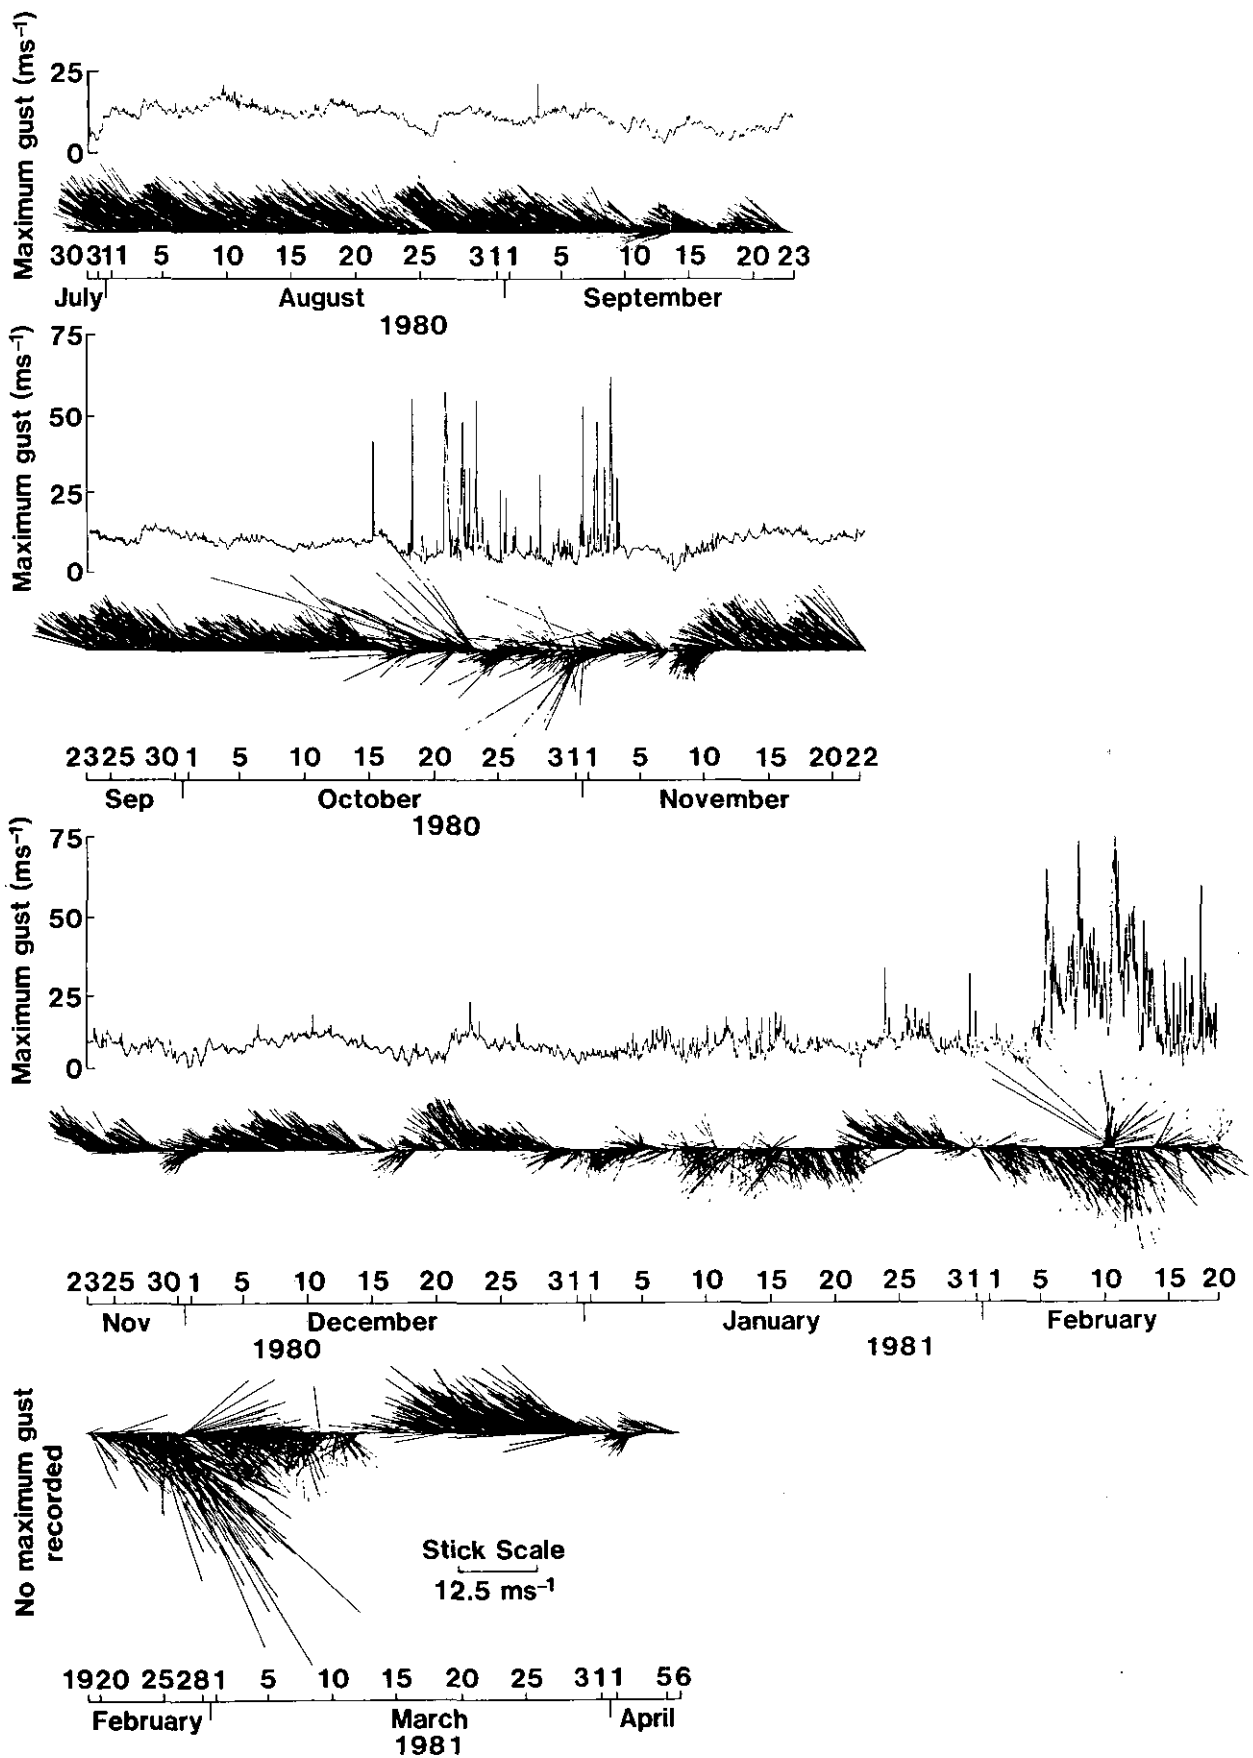 Maximum gust (ms⁻¹)
25
0
30 31 1 5 10 15 20 25 31 1 5 10 15 20 23
July August September
1980
Maximum gust (ms⁻¹)
75
50
25
0
23 25 30 1 5 10 15 20 25 31 1 5 10 15 20 22
Sep October November
1980
Maximum gust (ms⁻¹)
75
50
25
0
23 25 30 1 5 10 15 20 25 31 1 5 10 15 20 25 31 1 5 10 15 20
Nov December January February
1980 1981
No maximum gust
recorded
Stick Scale
12.5 ms⁻¹
19 20 25 28 1 5 10 15 20 25 31 1 5 6
February March April
1981